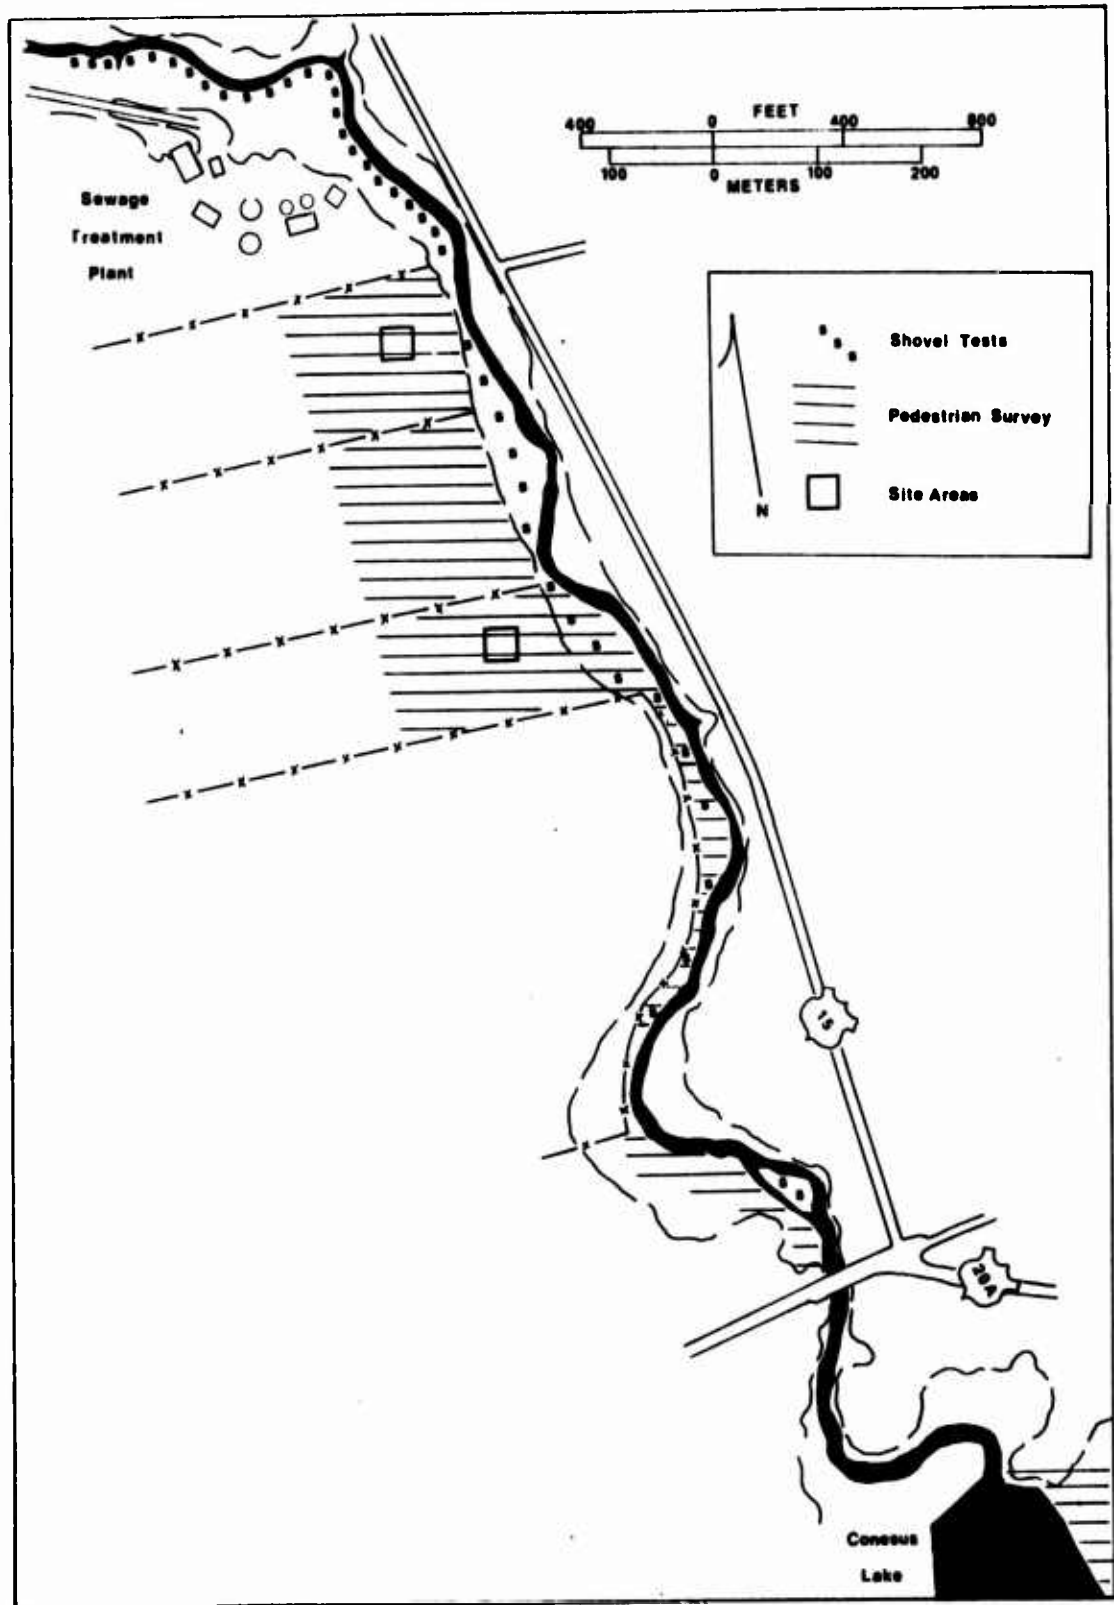 FEET
400 0 400 800
100 0 100 200
METERS
Sewage
Treatment
Plant
Shovel Tests
Pedestrian Survey
Site Areas
N
15
20A
Conesus
Lake